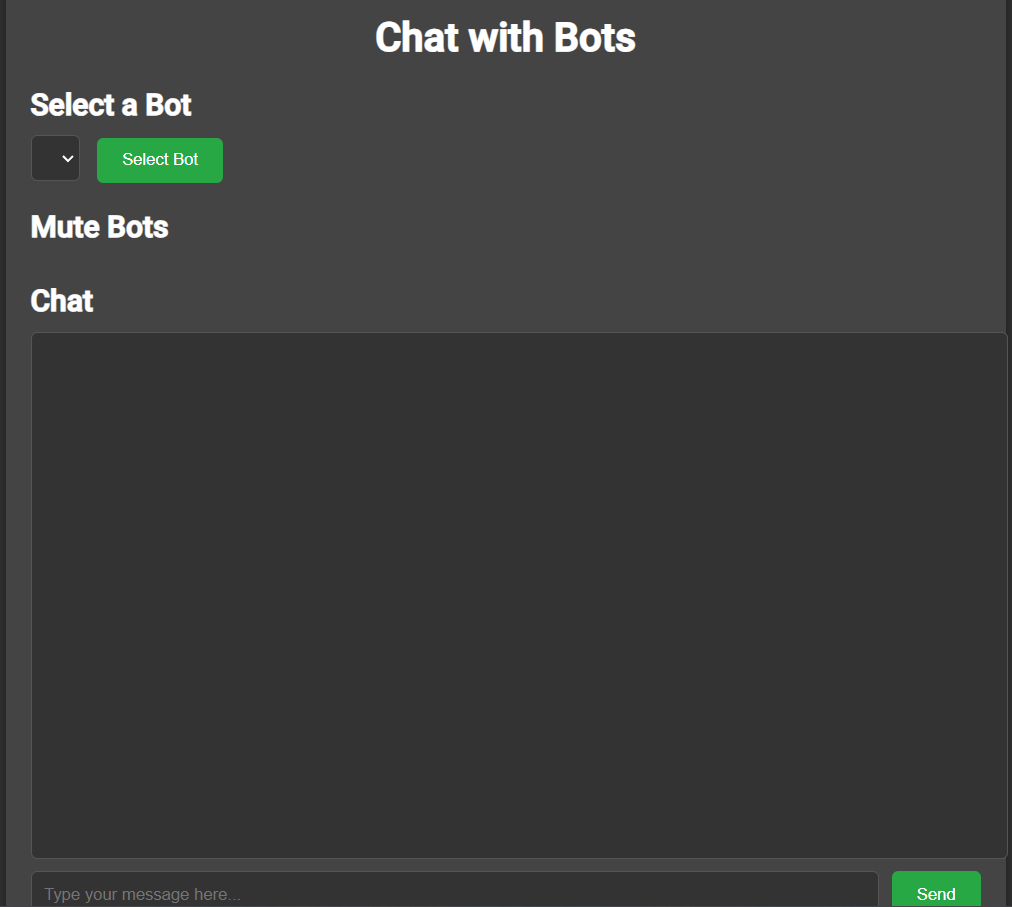 Chat with Bots
Select a Bot
Select Bot
Mute Bots
Chat
Type your message here...
Send